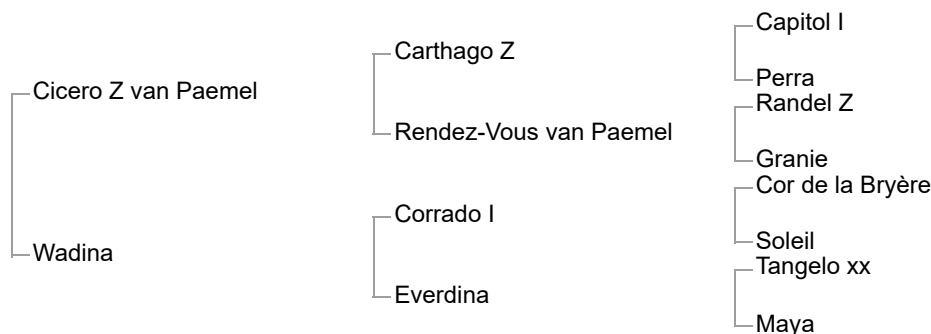 Capitol I
Carthago Z
Perra
Cicero Z van Paemel
Randel Z
Rendez-Vous van Paemel
Granie
Cor de la Bryère
Corrado I
Soleil
Wadina
Tangelo xx
Everdina
Maya